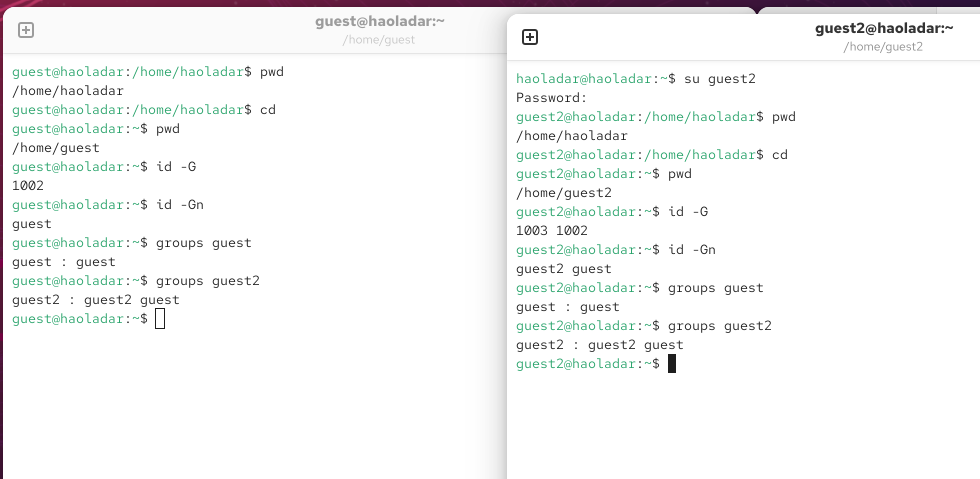 guest@haoladar:~
/home/guest
guest@haoladar:/home/haoladar$ pwd
/home/haoladar
guest@haoladar:/home/haoladar$ cd
guest@haoladar:~$ pwd
/home/guest
guest@haoladar:~$ id -G
1002
guest@haoladar:~$ id -Gn
guest
guest@haoladar:~$ groups guest
guest : guest
guest@haoladar:~$ groups guest2
guest2 : guest2 guest
guest@haoladar:~$
guest2@haoladar:~
/home/guest2
haoladar@haoladar:~$ su guest2
Password:
guest2@haoladar:/home/haoladar$ pwd
/home/haoladar
guest2@haoladar:/home/haoladar$ cd
guest2@haoladar:~$ pwd
/home/guest2
guest2@haoladar:~$ id -G
1003 1002
guest2@haoladar:~$ id -Gn
guest2 guest
guest2@haoladar:~$ groups guest
guest : guest
guest2@haoladar:~$ groups guest2
guest2 : guest2 guest
guest2@haoladar:~$